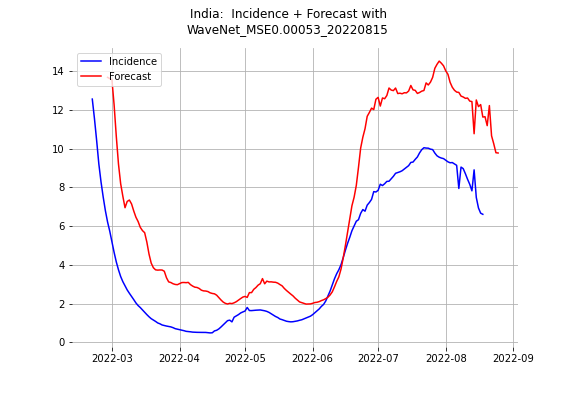 India:  Incidence + Forecast with
WaveNet_MSE0.00053_20220815
Incidence
Forecast
14
12
10
8
6
4
2
0
2022-03 2022-04 2022-05 2022-06 2022-07 2022-08 2022-09